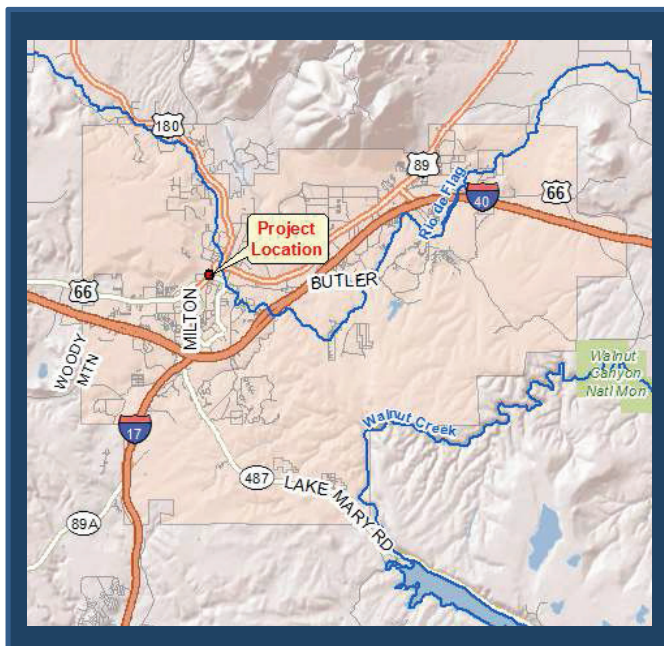 180
89
Rio de Flag
40
66
Project
Location
BUTLER
66
MILTON
WOODY
MTN
Walnut
Canyon
Natl Mon
Walnut Creek
17
487
LAKE MARY RD
89A